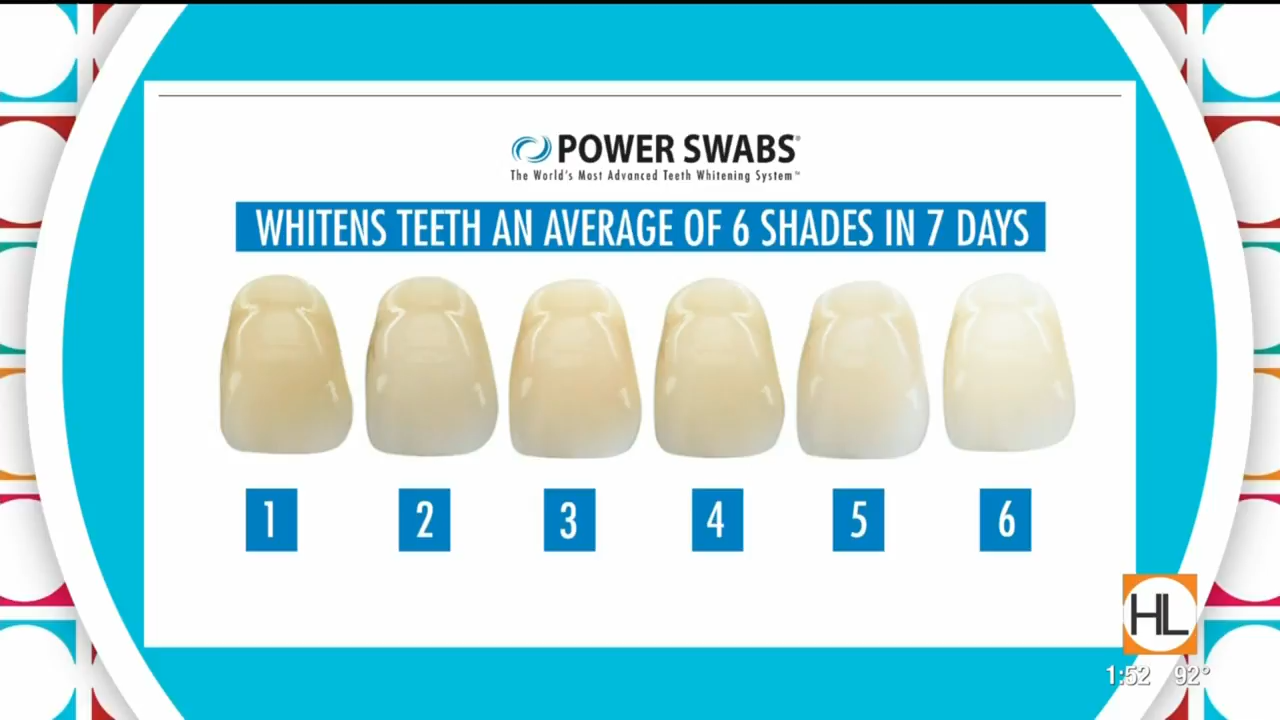 POWER SWABS®
The World's Most Advanced Teeth Whitening System™
WHITENS TEETH AN AVERAGE OF 6 SHADES IN 7 DAYS
1 2 3 4 5 6
HL
1:52 92°